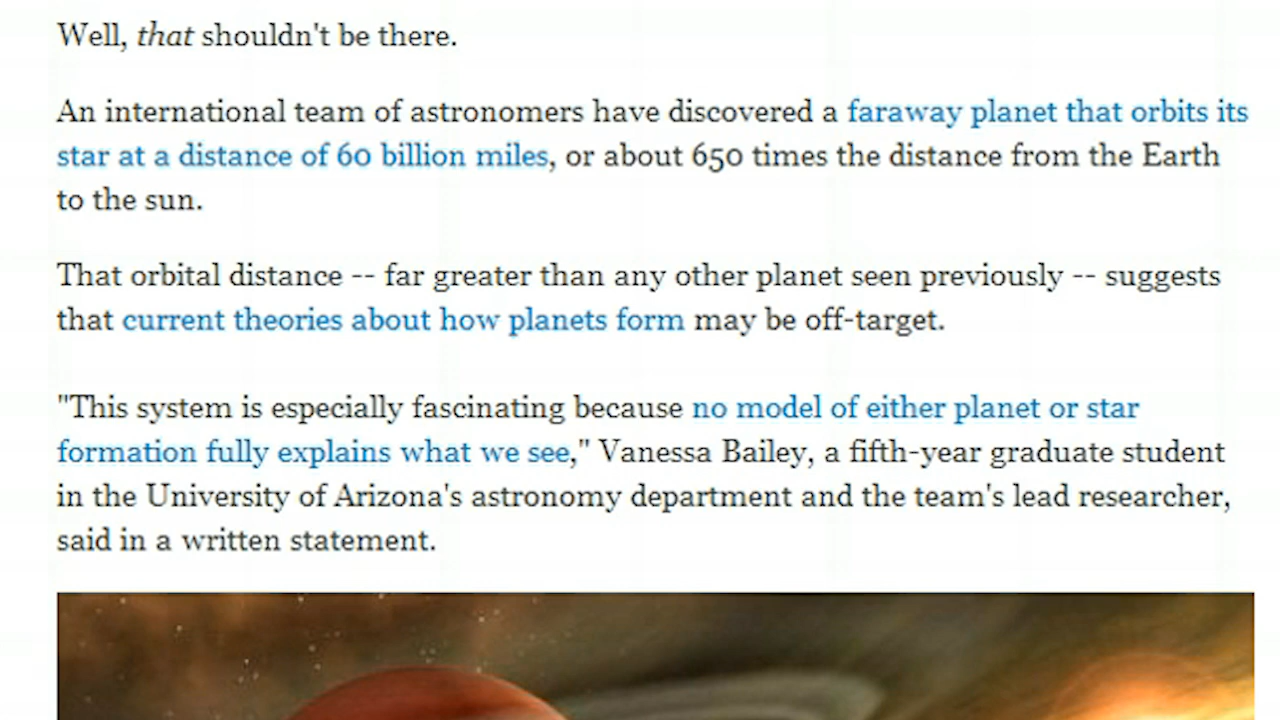 Well, that shouldn't be there.
An international team of astronomers have discovered a faraway planet that orbits its
star at a distance of 60 billion miles, or about 650 times the distance from the Earth
to the sun.
That orbital distance -- far greater than any other planet seen previously -- suggests
that current theories about how planets form may be off-target.
"This system is especially fascinating because no model of either planet or star
formation fully explains what we see," Vanessa Bailey, a fifth-year graduate student
in the University of Arizona's astronomy department and the team's lead researcher,
said in a written statement.